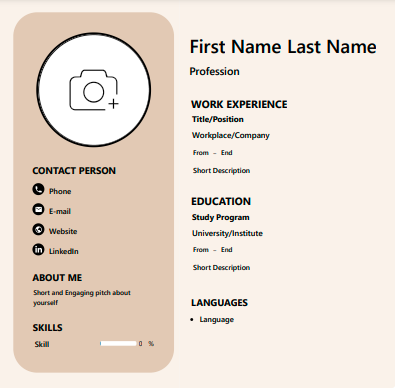 First Name Last Name
Profession
CONTACT PERSON
Phone
E-mail
Website
LinkedIn
ABOUT ME
Short and Engaging pitch about
yourself
SKILLS
Skill 0 %
WORK EXPERIENCE
Title/Position
Workplace/Company
From – End
Short Description
EDUCATION
Study Program
University/Institute
From – End
Short Description
LANGUAGES
• Language